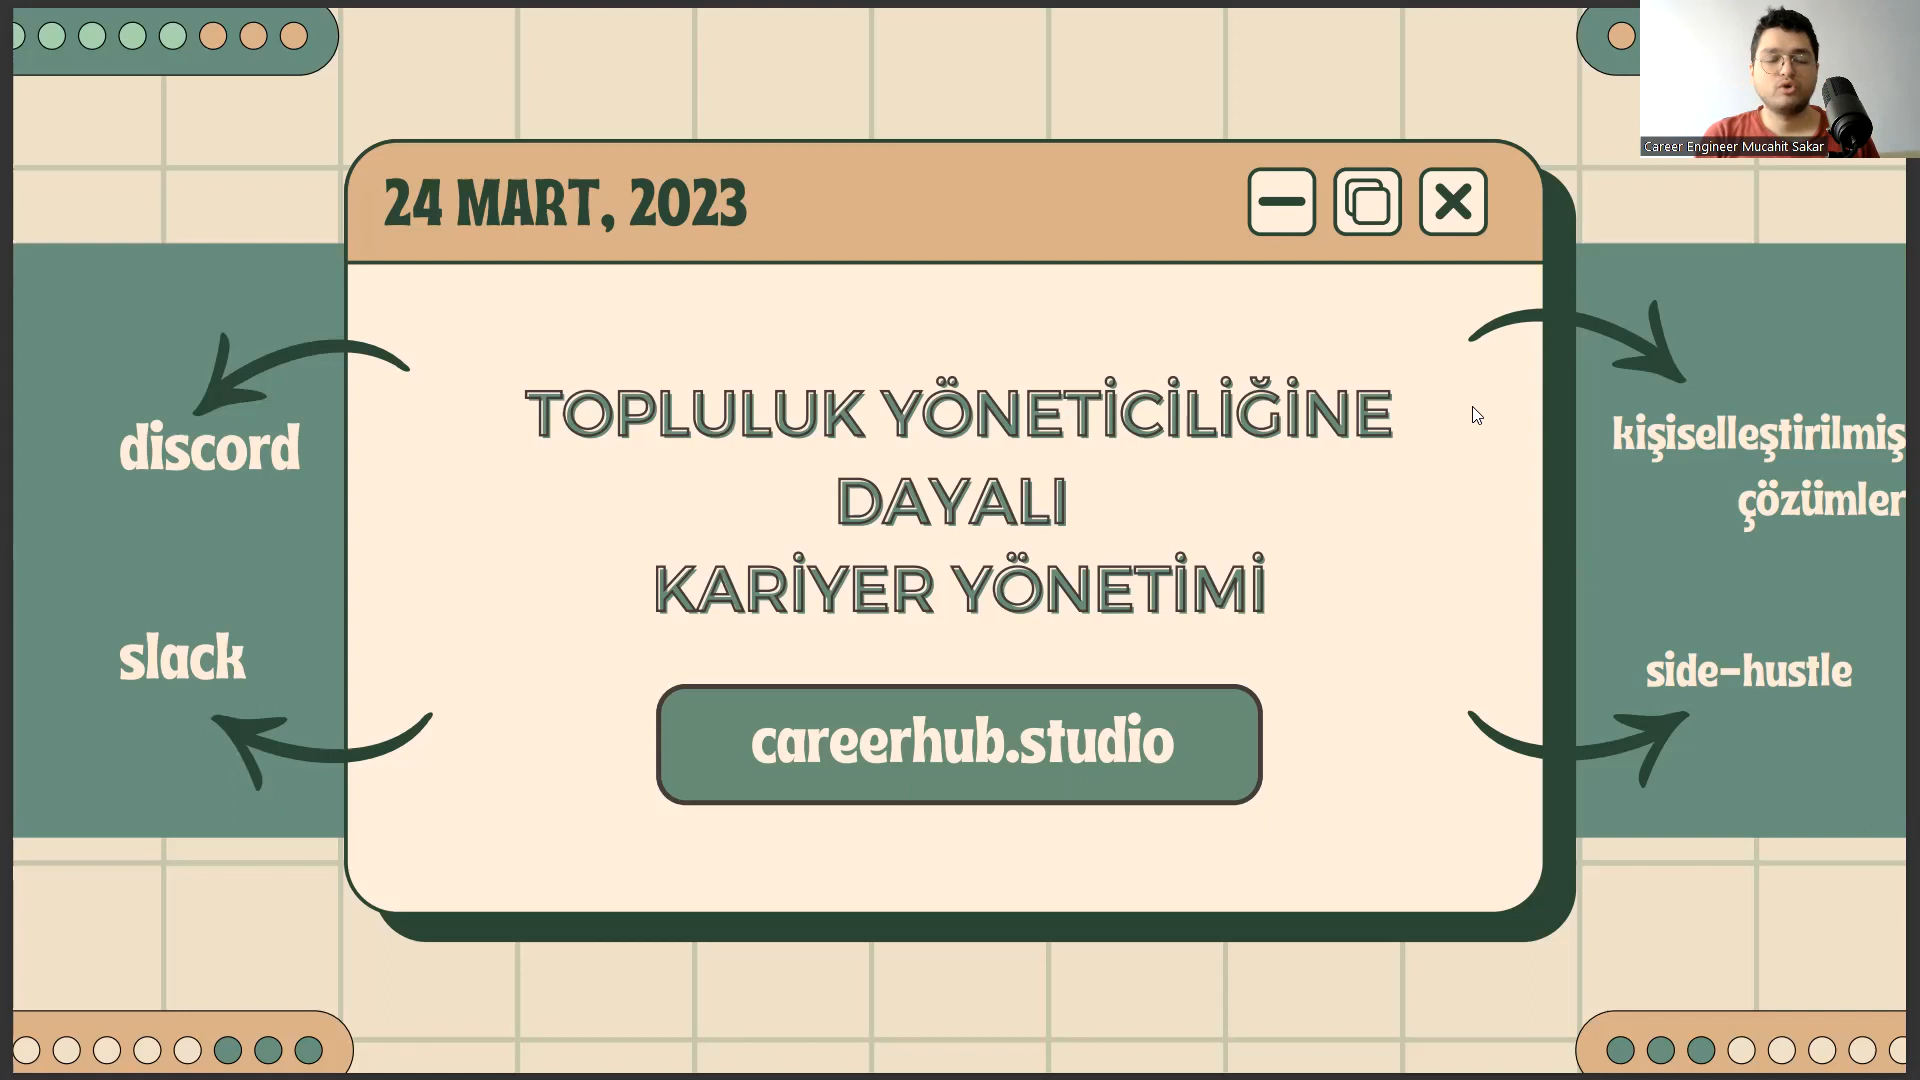 Career Engineer Mucahit Sakar
24 MART, 2023
discord
slack
TOPLULUK YÖNETİCİLİĞİNE
DAYALI
KARİYER YÖNETİMİ
careerhub.studio
kişiselleştirilmiş
çözümler
side-hustle